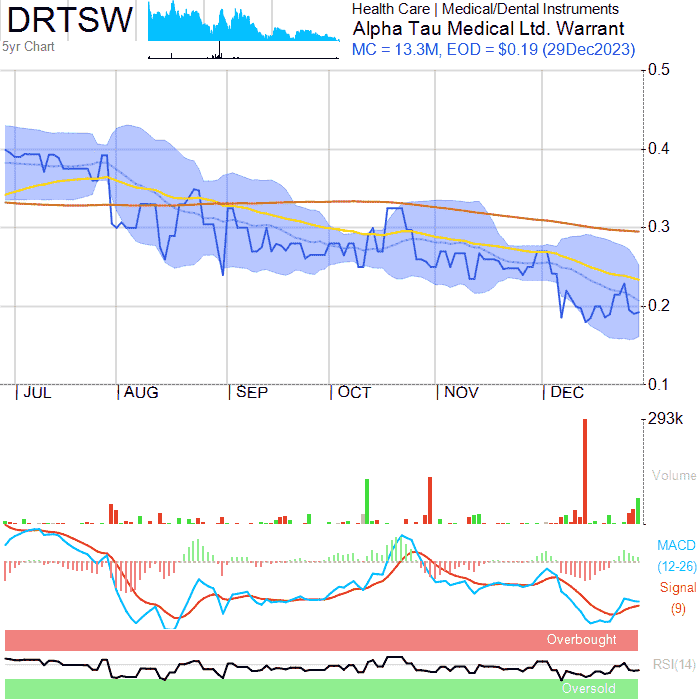 DRTSW
5yr Chart
Health Care | Medical/Dental Instruments
Alpha Tau Medical Ltd. Warrant
MC = 13.3M, EOD = $0.19 (29Dec2023)
0.5
0.4
0.3
0.2
0.1
JUL AUG SEP OCT NOV DEC
293k
Volume
MACD
(12-26)
Signal
(9)
Overbought
RSI(14)
Oversold